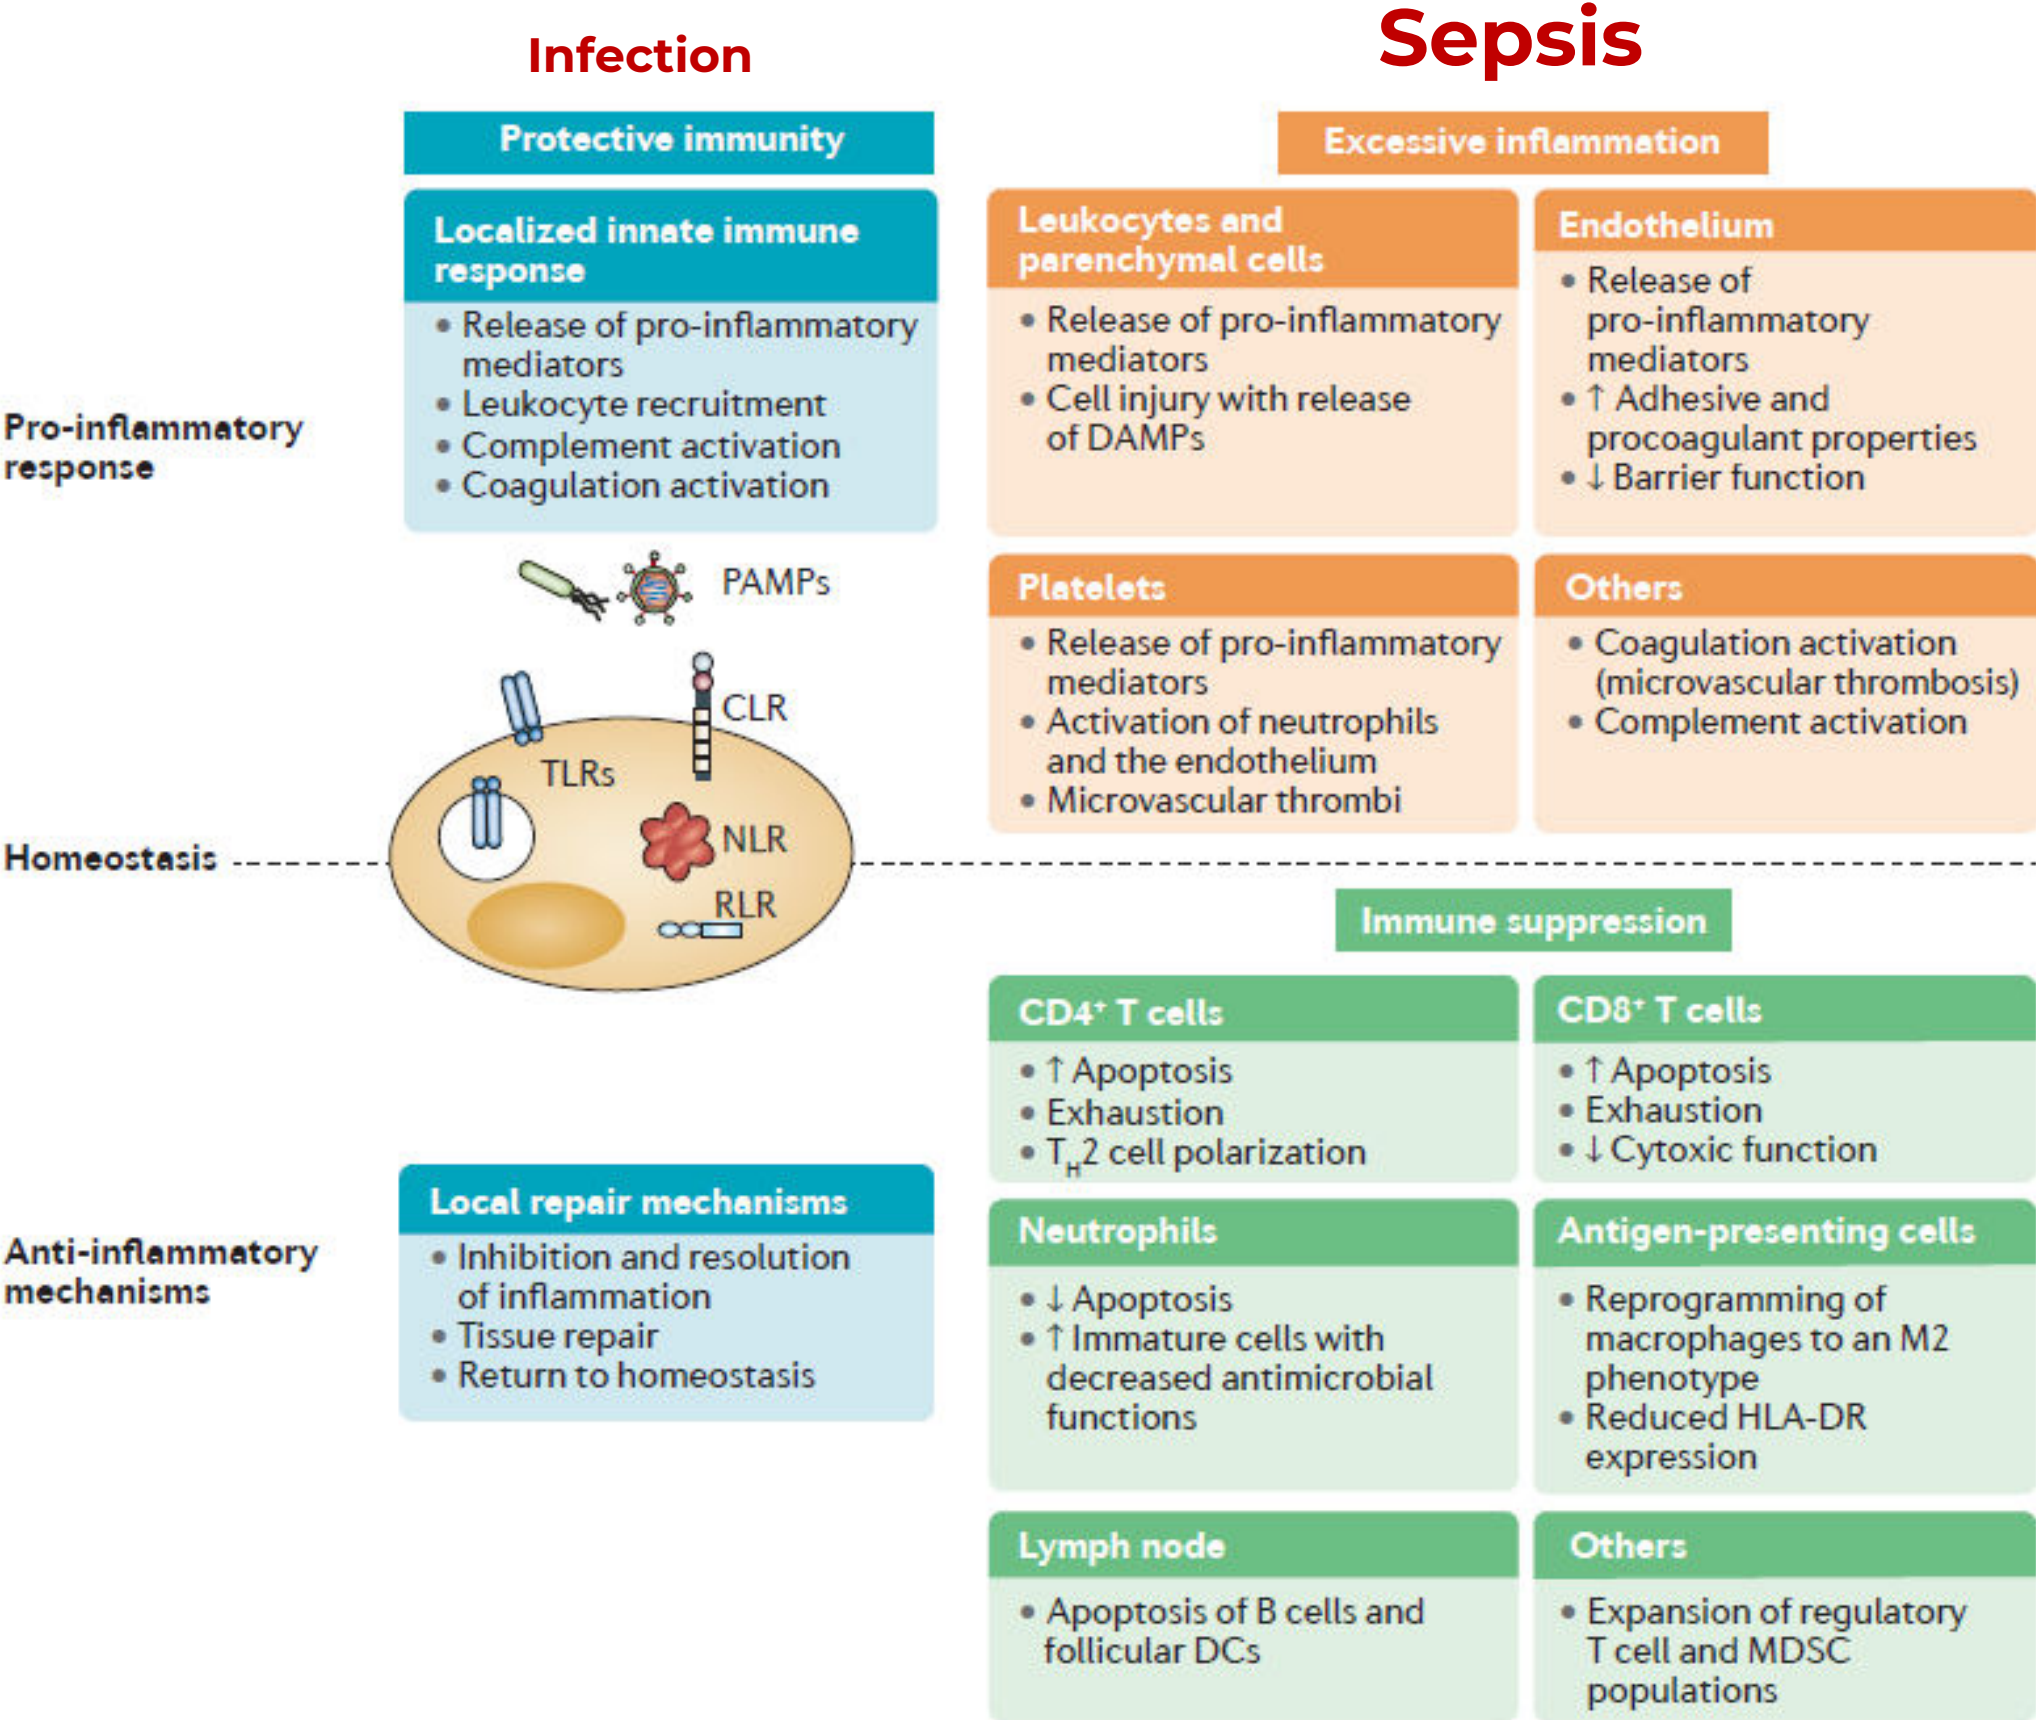 Infection
Sepsis
Protective immunity
Localized innate immune
response
• Release of pro-inflammatory
mediators
• Leukocyte recruitment
• Complement activation
• Coagulation activation
Pro-inflammatory
response
PAMPs
CLR
TLRs
NLR
RLR
Homeostasis
Anti-inflammatory
mechanisms
Local repair mechanisms
• Inhibition and resolution
of inflammation
• Tissue repair
• Return to homeostasis
Excessive inflammation
Leukocytes and
parenchymal cells
• Release of pro-inflammatory
mediators
• Cell injury with release
of DAMPs
Endothelium
• Release of
pro-inflammatory
mediators
• ↑ Adhesive and
procoagulant properties
• ↓ Barrier function
Platelets
• Release of pro-inflammatory
mediators
• Activation of neutrophils
and the endothelium
• Microvascular thrombi
Others
• Coagulation activation
(microvascular thrombosis)
• Complement activation
Immune suppression
CD4⁺ T cells
• ↑ Apoptosis
• Exhaustion
• T_H2 cell polarization
CD8⁺ T cells
• ↑ Apoptosis
• Exhaustion
• ↓ Cytoxic function
Neutrophils
• ↓ Apoptosis
• ↑ Immature cells with
decreased antimicrobial
functions
Antigen-presenting cells
• Reprogramming of
macrophages to an M2
phenotype
• Reduced HLA-DR
expression
Lymph node
• Apoptosis of B cells and
follicular DCs
Others
• Expansion of regulatory
T cell and MDSC
populations